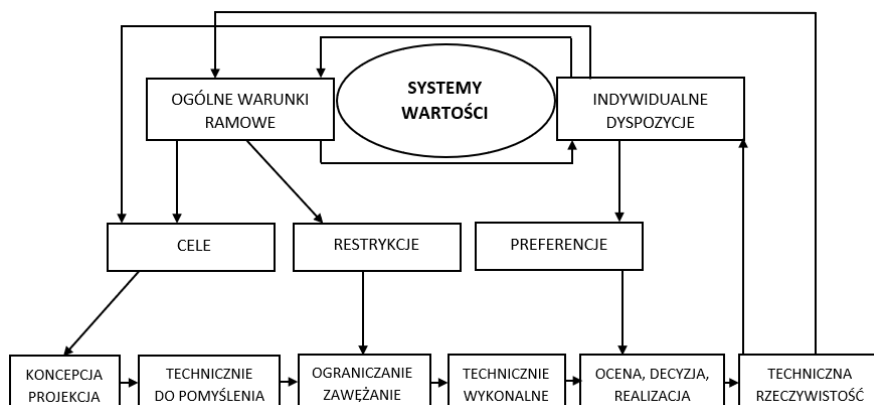 SYSTEMY
WARTOŚCI
OGÓLNE WARUNKI
RAMOWE
INDYWIDUALNE
DYSPOZYCJE
CELE
RESTRYKCJE
PREFERENCJE
KONCEPCJA
PROJEKCJA
TECHNICZNIE
DO POMYŚLENIA
OGRANICZANIE
ZAWĘŻANIE
TECHNICZNIE
WYKONALNE
OCENA, DECYZJA,
REALIZACJA
TECHNICZNA
RZECZYWISTOŚĆ